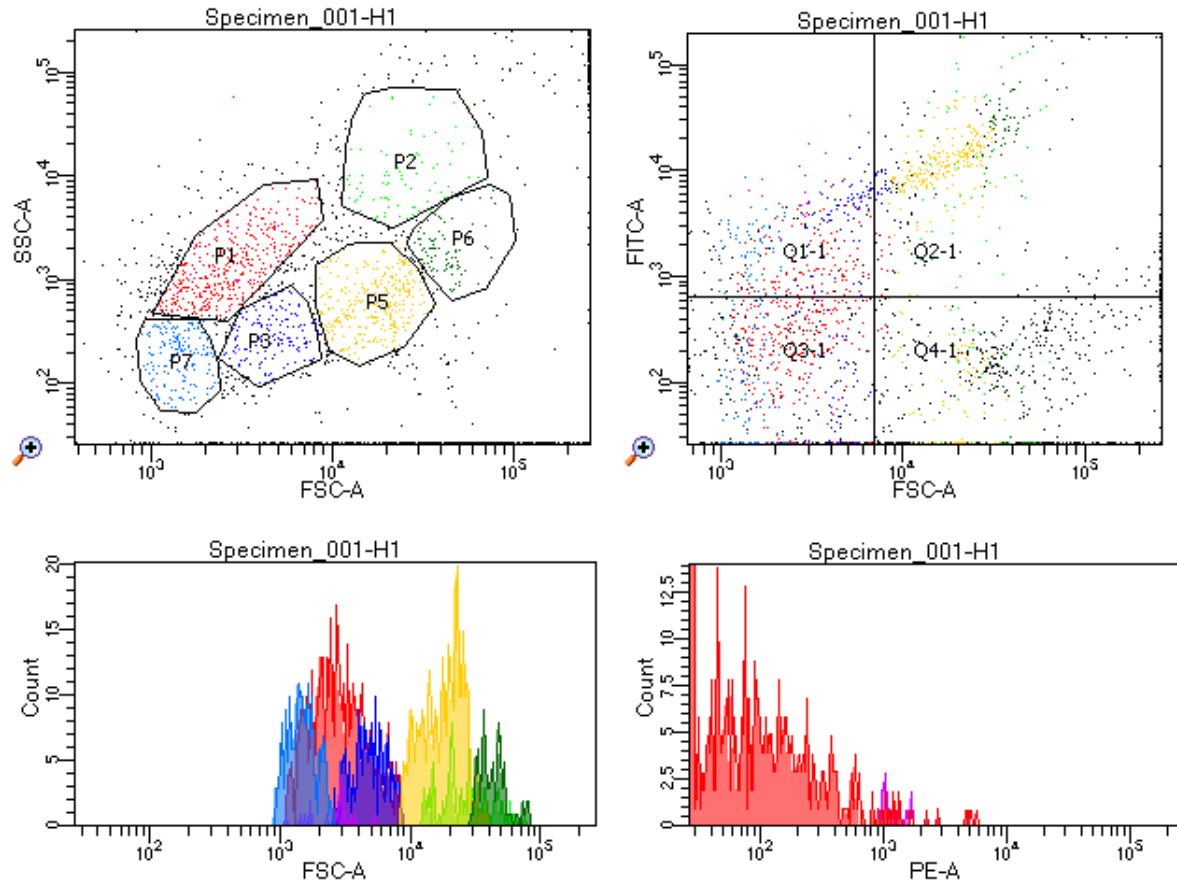 Specimen_001-H1
SSC-A
10^5
10^4
10^3
10^2
P2
P6
P1
P5
P3
P7
10^3 10^4 10^5
FSC-A
Specimen_001-H1
FITC-A
10^5
10^4
10^3
10^2
Q1-1 Q2-1
Q3-1 Q4-1
10^3 10^4 10^5
FSC-A
Specimen_001-H1
Count
20
15
10
5
0
10^2 10^3 10^4 10^5
FSC-A
Specimen_001-H1
Count
12.5
10
7.5
5
2.5
0
10^2 10^3 10^4 10^5
PE-A